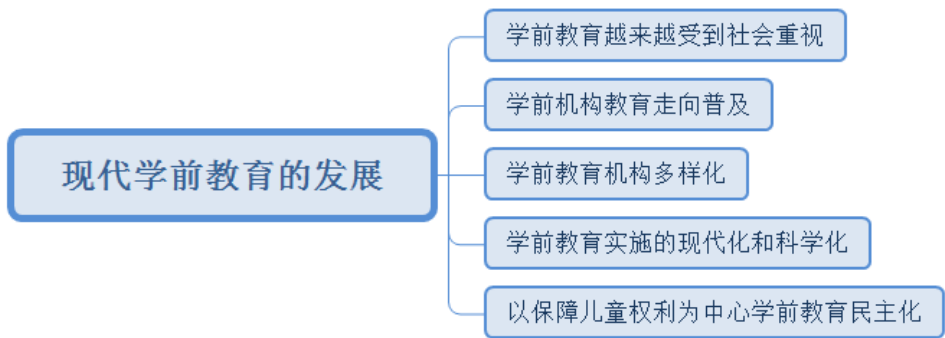 现代学前教育的发展
学前教育越来越受到社会重视
学前机构教育走向普及
学前教育机构多样化
学前教育实施的现代化和科学化
以保障儿童权利为中心学前教育民主化